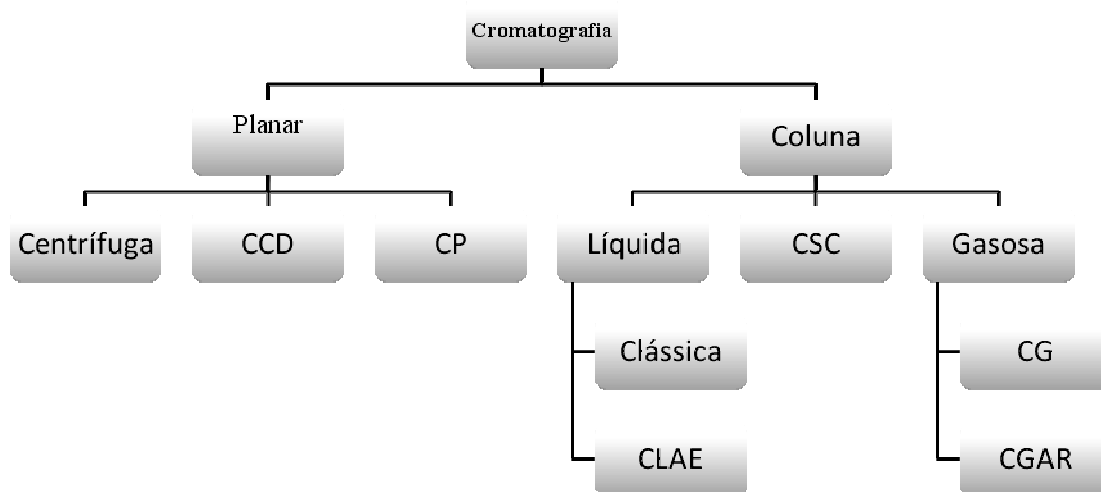 Cromatografia
Planar
Coluna
Centrífuga
CCD
CP
Líquida
CSC
Gasosa
Clássica
CG
CLAE
CGAR